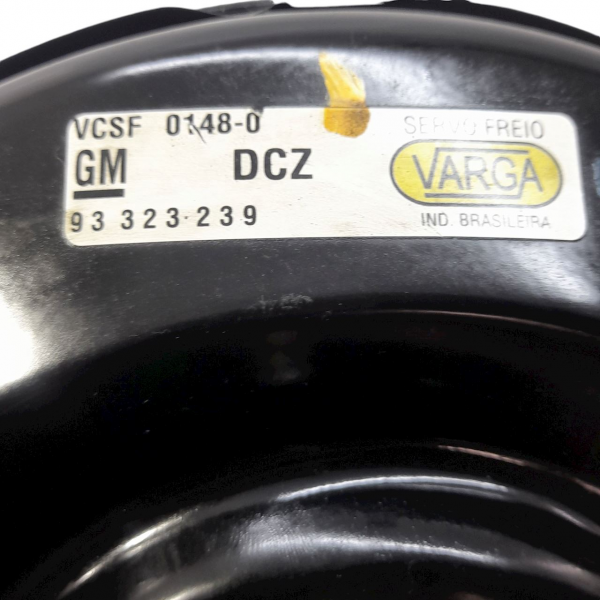 VCSF 0148-0
GM DCZ
93 323-239
SERVO FREIO
VARGA
IND. BRASILEIRA